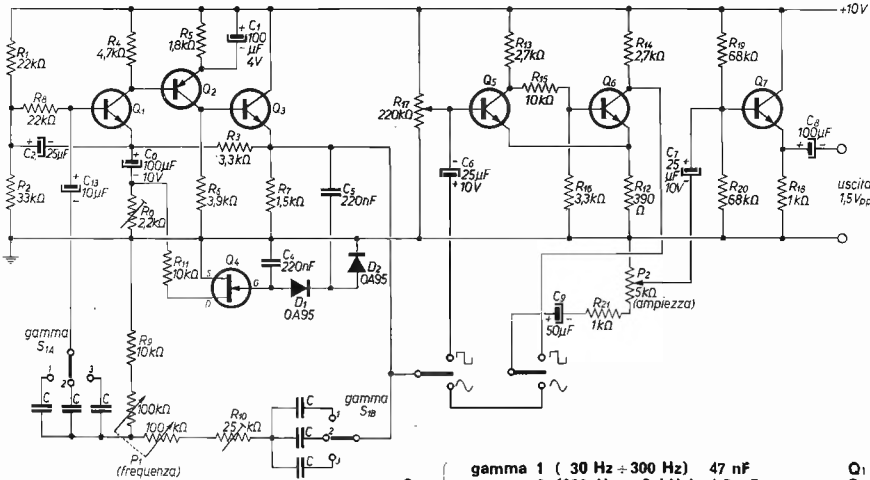 R1
22kΩ
R4
4,7kΩ
R5
1,8kΩ
C1
100
µF
4V
Q1
Q2
Q3
R8
22kΩ
C2
25µF
C13
10µF
R2
33kΩ
C0
100µF
10V
R0
2,2kΩ
R3
3,3kΩ
R6
3,9kΩ
R7
1,5kΩ
C5
220nF
R11
10kΩ
Q4
S
D
G
C4
220nF
D1
OA95
D2
OA95
R9
10kΩ
gamma
S1A
1
2
3
C
C
C
100kΩ
P1
(frequenza)
100kΩ
R10
25kΩ
C
C
C
1
2
3
gamma
S1B
+10V
R13
2,7kΩ
R14
2,7kΩ
R15
10kΩ
R17
220kΩ
Q5
Q6
C6
25µF
10V
R16
3,3kΩ
R12
390
Ω
R19
68kΩ
Q7
C7
25
µF
10V
R20
68kΩ
R18
1kΩ
C8
100µF
uscita
1,5Vpp
P2
5kΩ
(ampiezza)
C9
50µF
R21
1kΩ
gamma 1 ( 30 Hz ÷ 300 Hz) 47 nF
Q1